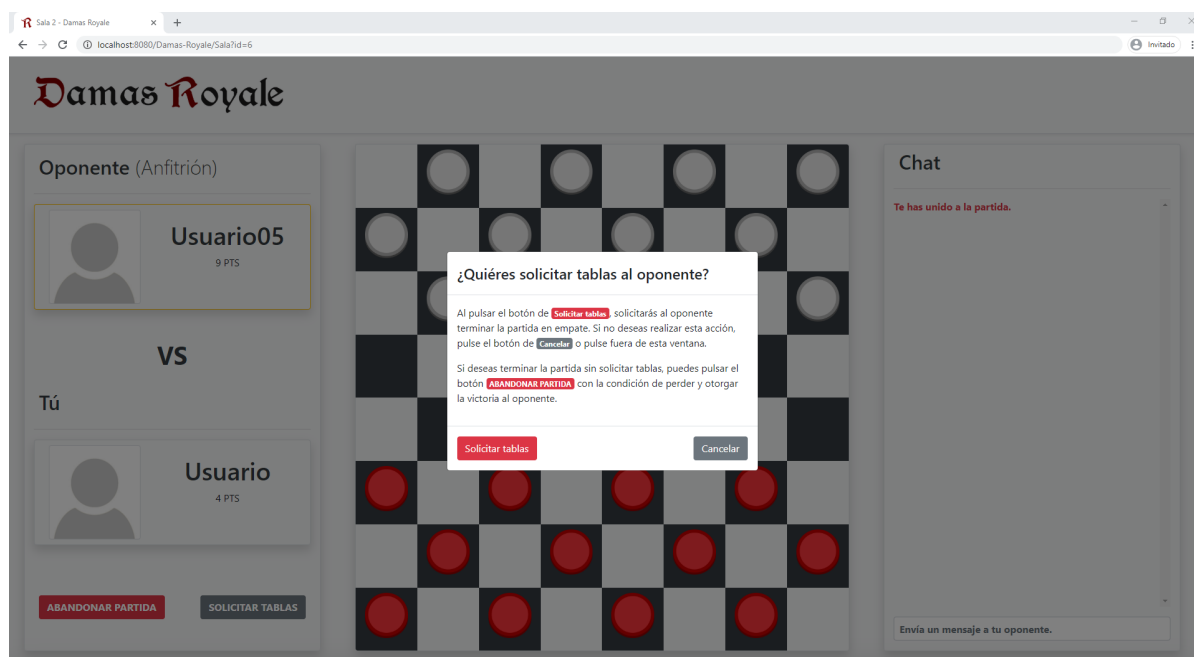 Sala 2 - Damas Royale
localhost:8080/Damas-Royale/Sala?id=6
Invitado
Damas Royale
Oponente (Anfitrión)
Usuario05
9 PTS
VS
Tú
Usuario
4 PTS
ABANDONAR PARTIDA
SOLICITAR TABLAS
¿Quiéres solicitar tablas al oponente?
Al pulsar el botón de Solicitar tablas, solicitarás al oponente
terminar la partida en empate. Si no deseas realizar esta acción,
pulse el botón de Cancelar o pulse fuera de esta ventana.
Si deseas terminar la partida sin solicitar tablas, puedes pulsar el
botón ABANDONAR PARTIDA con la condición de perder y otorgar
la victoria al oponente.
Solicitar tablas
Cancelar
Chat
Te has unido a la partida.
Envía un mensaje a tu oponente.